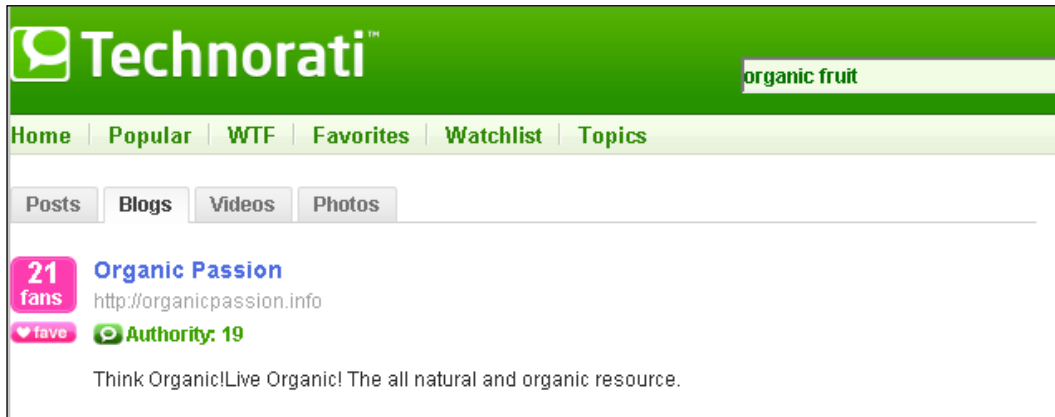 Technorati™
organic fruit
Home Popular WTF Favorites Watchlist Topics
Posts Blogs Videos Photos
21
fans
Organic Passion
http://organicpassion.info
fave
Authority: 19
Think Organic!Live Organic! The all natural and organic resource.